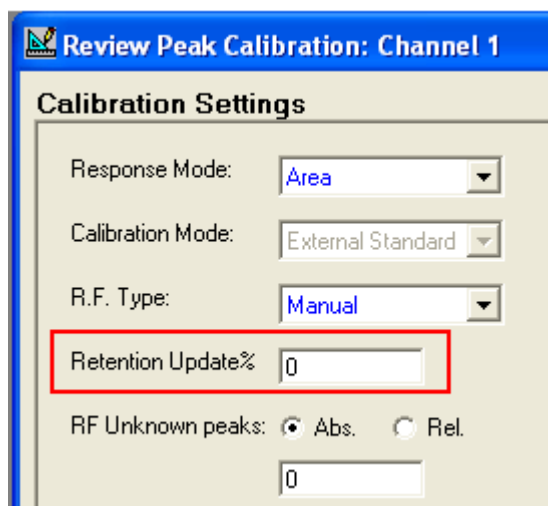 Review Peak Calibration: Channel 1
Calibration Settings
Response Mode: Area
Calibration Mode: External Standard
R.F. Type: Manual
Retention Update% 0
RF Unknown peaks: Abs. Rel.
0